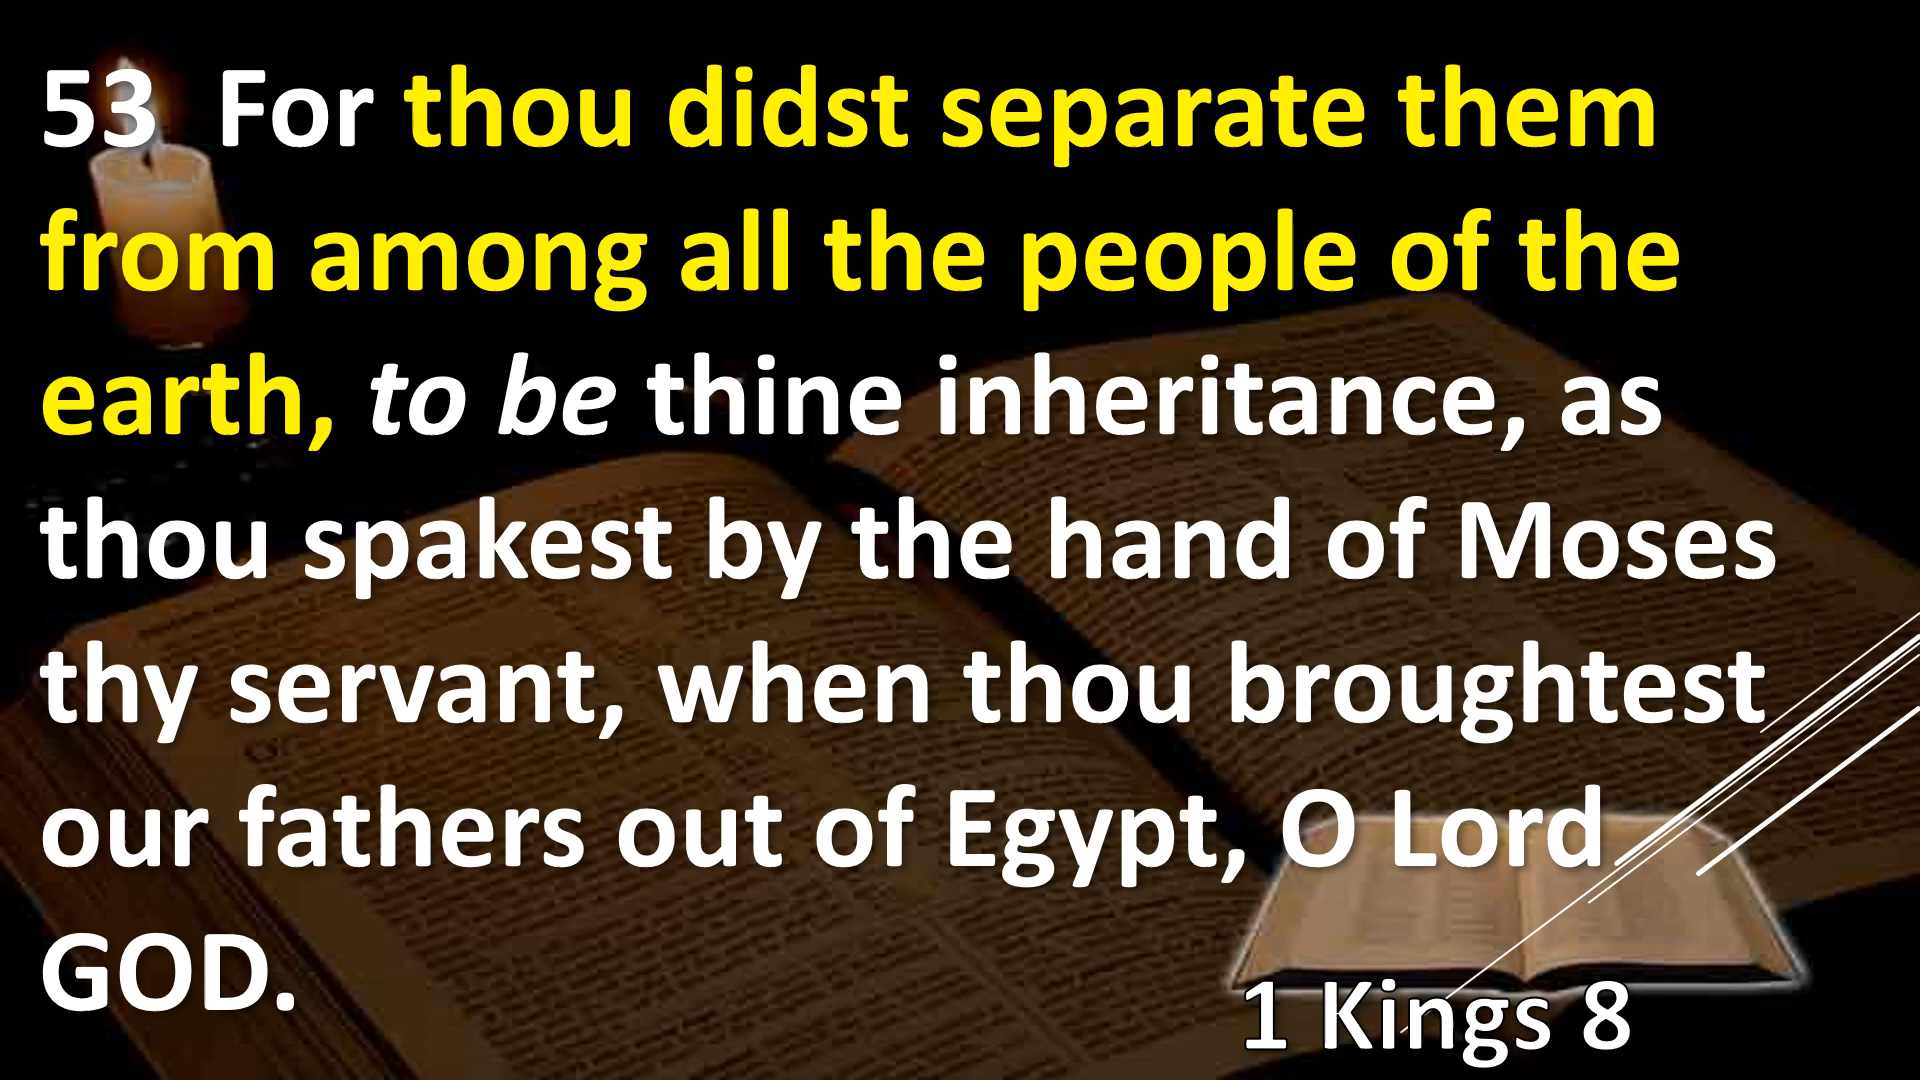 53 For thou didst separate them
from among all the people of the
earth, to be thine inheritance, as
thou spakest by the hand of Moses
thy servant, when thou broughtest
our fathers out of Egypt, O Lord
GOD.
1 Kings 8